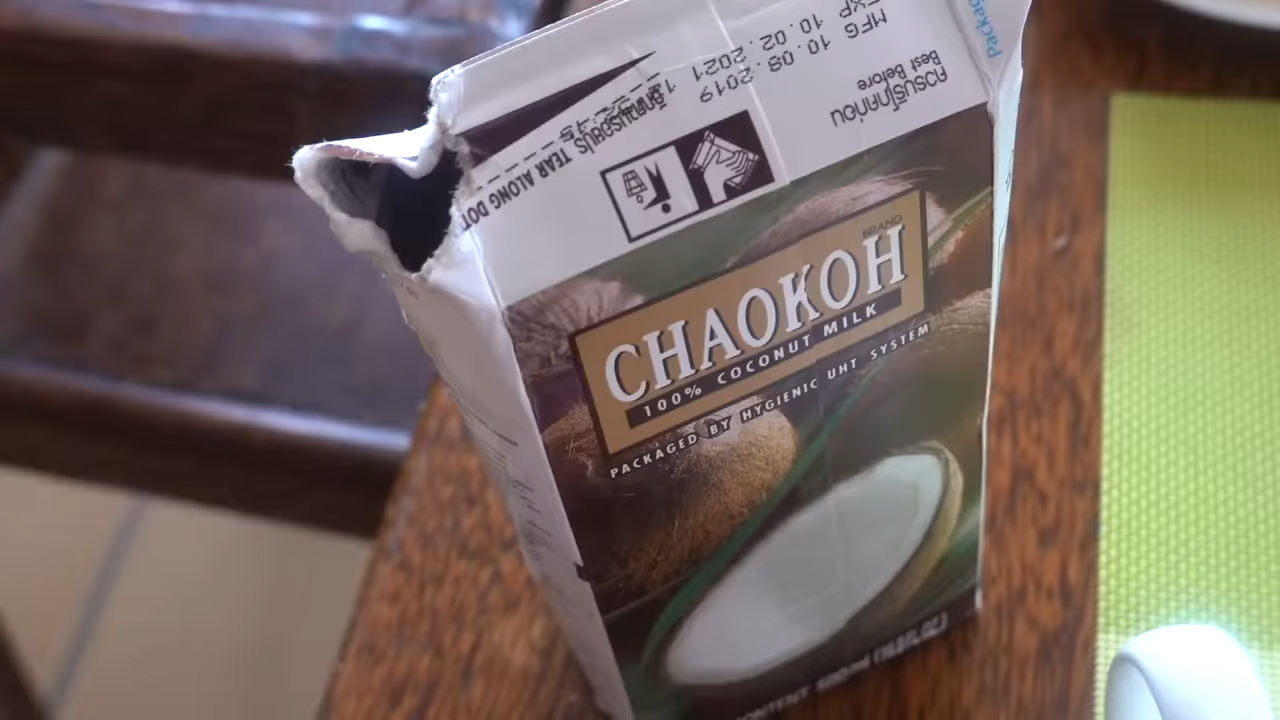 MFG 10.09.2019
EXP 10.02.2021
ควรบริโภคก่อน
Best Before
TEAR ALONG DOT
CHAOKOH
BRAND
100% COCONUT MILK
PACKAGED BY HYGIENIC UHT SYSTEM